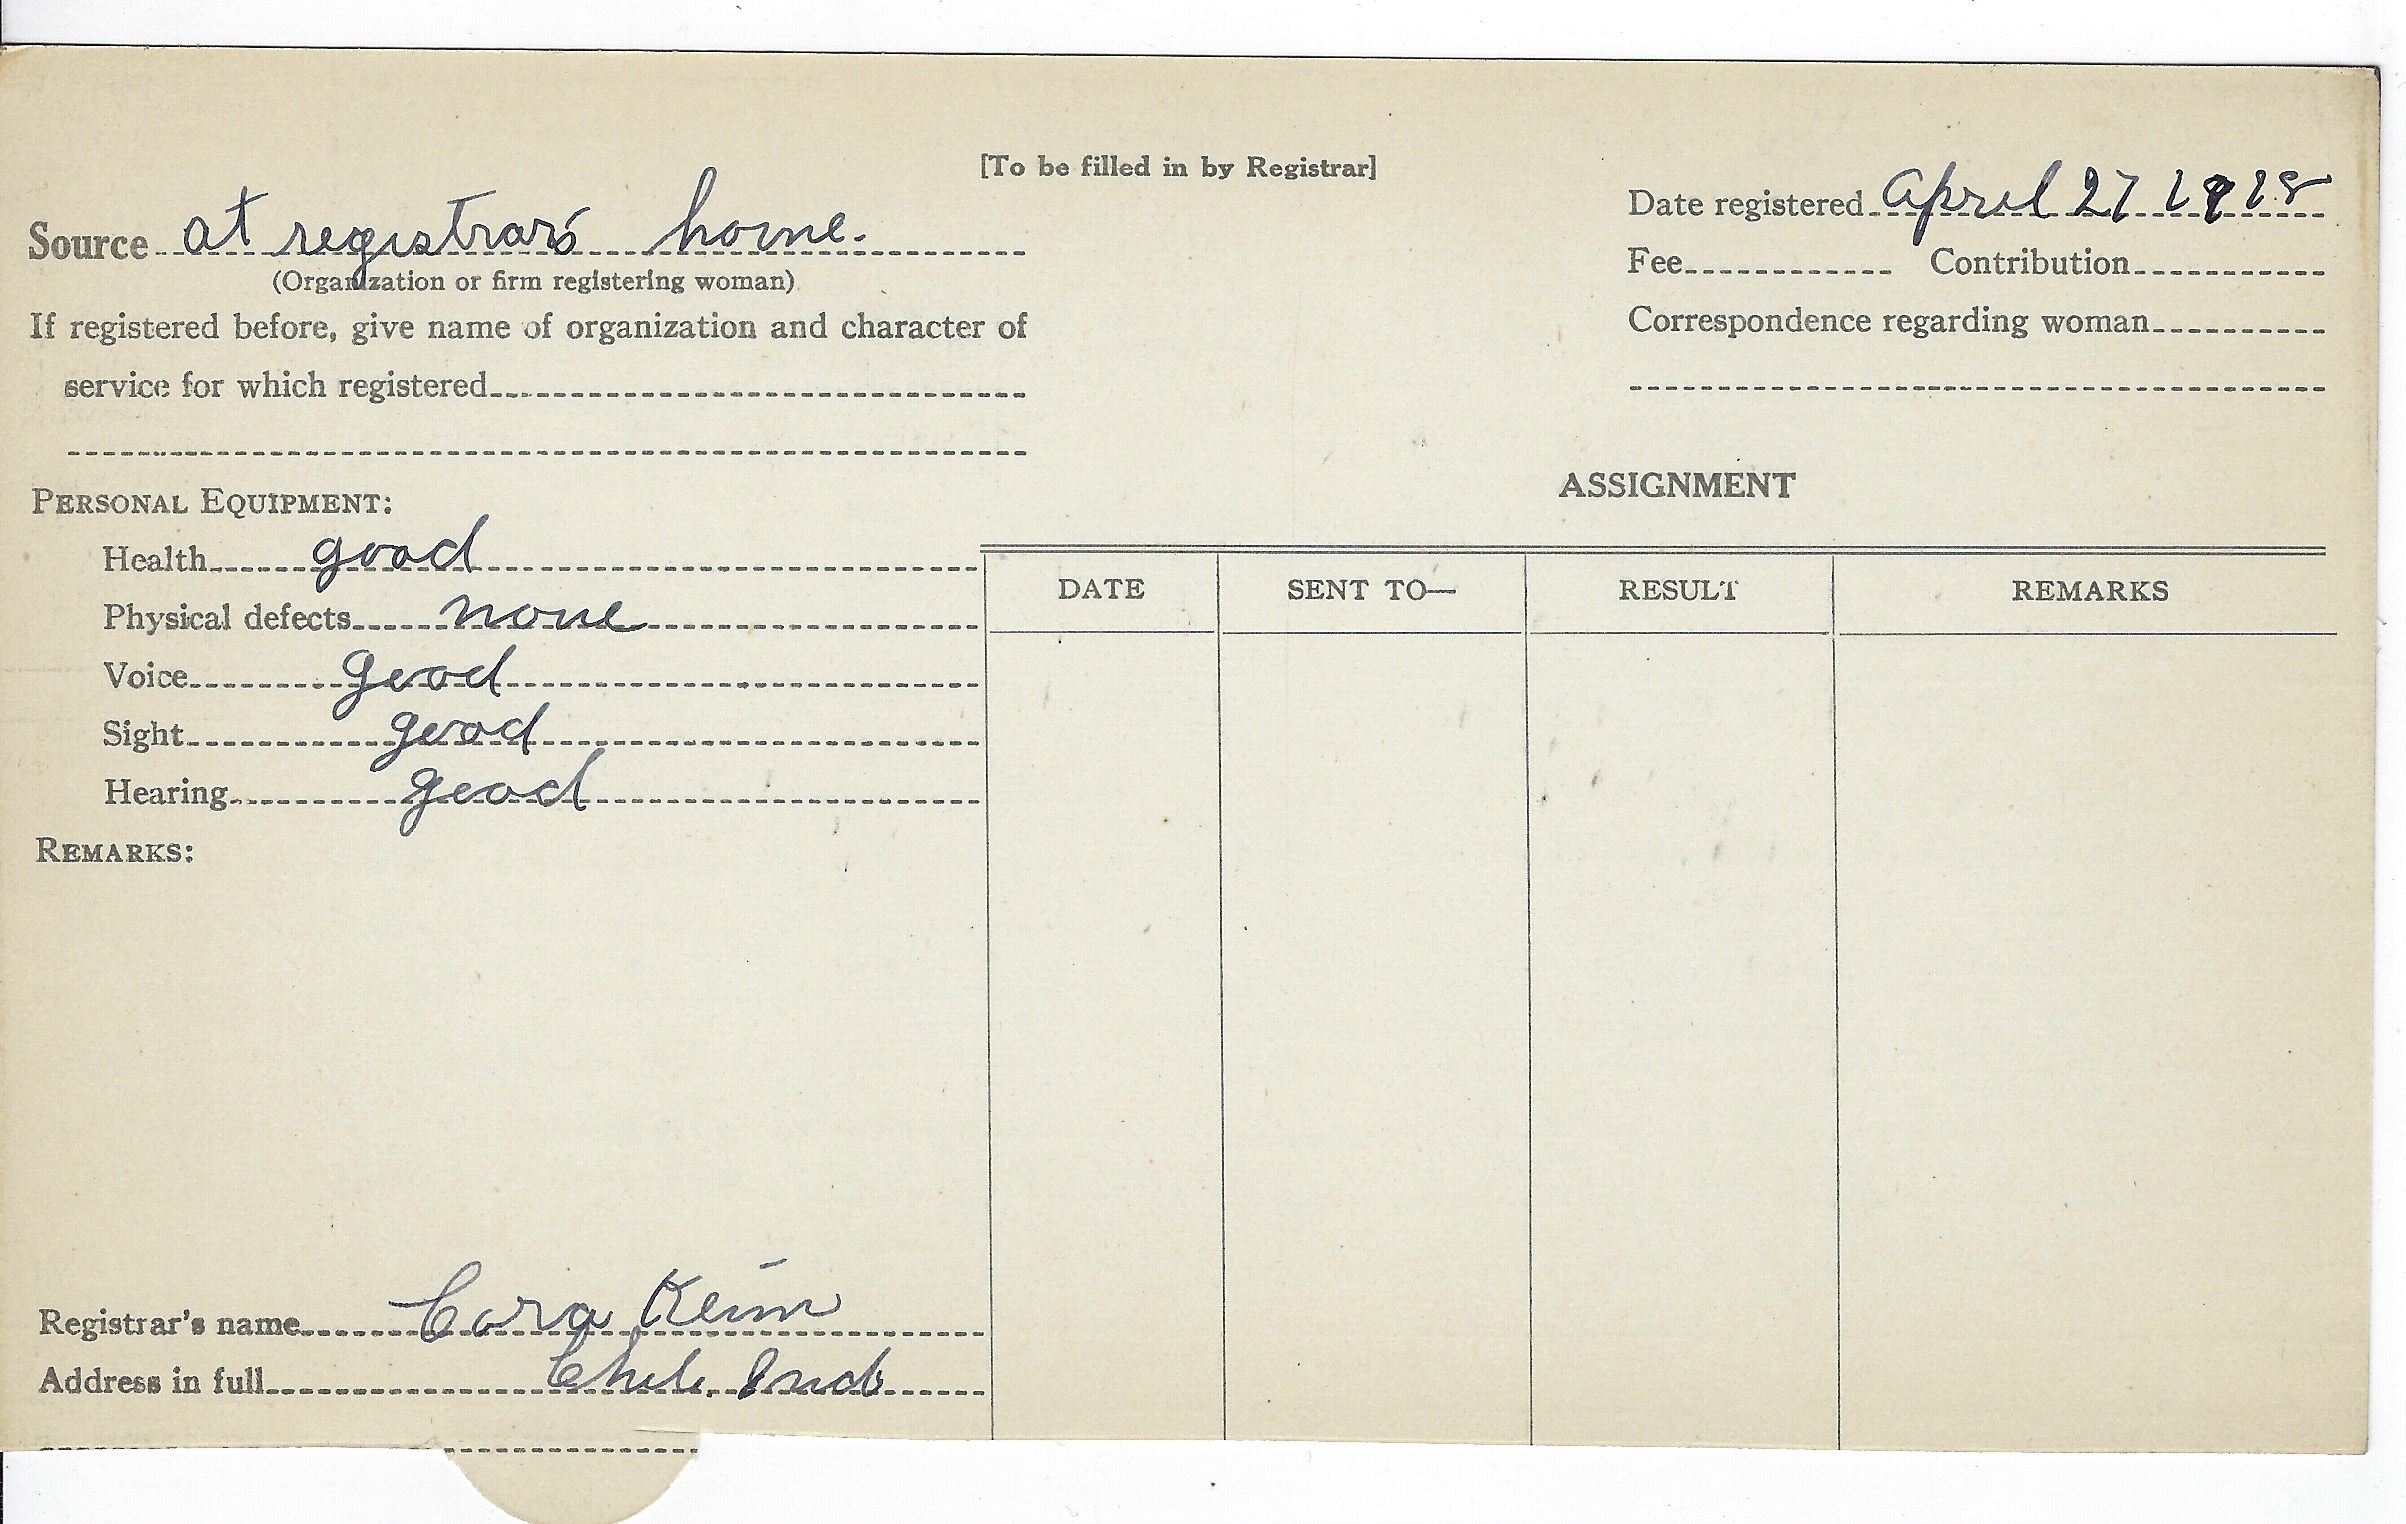 [To be filled in by Registrar]
Source at registrar's home.
(Organization or firm registering woman)
If registered before, give name of organization and character of
service for which registered
Date registered April 27 1918
Fee Contribution
Correspondence regarding woman
PERSONAL EQUIPMENT:
Health good
Physical defects none
Voice good
Sight good
Hearing good
REMARKS:
ASSIGNMENT
DATE SENT TO— RESULT REMARKS
Registrar's name Cora Keim
Address in full Chili, Ind